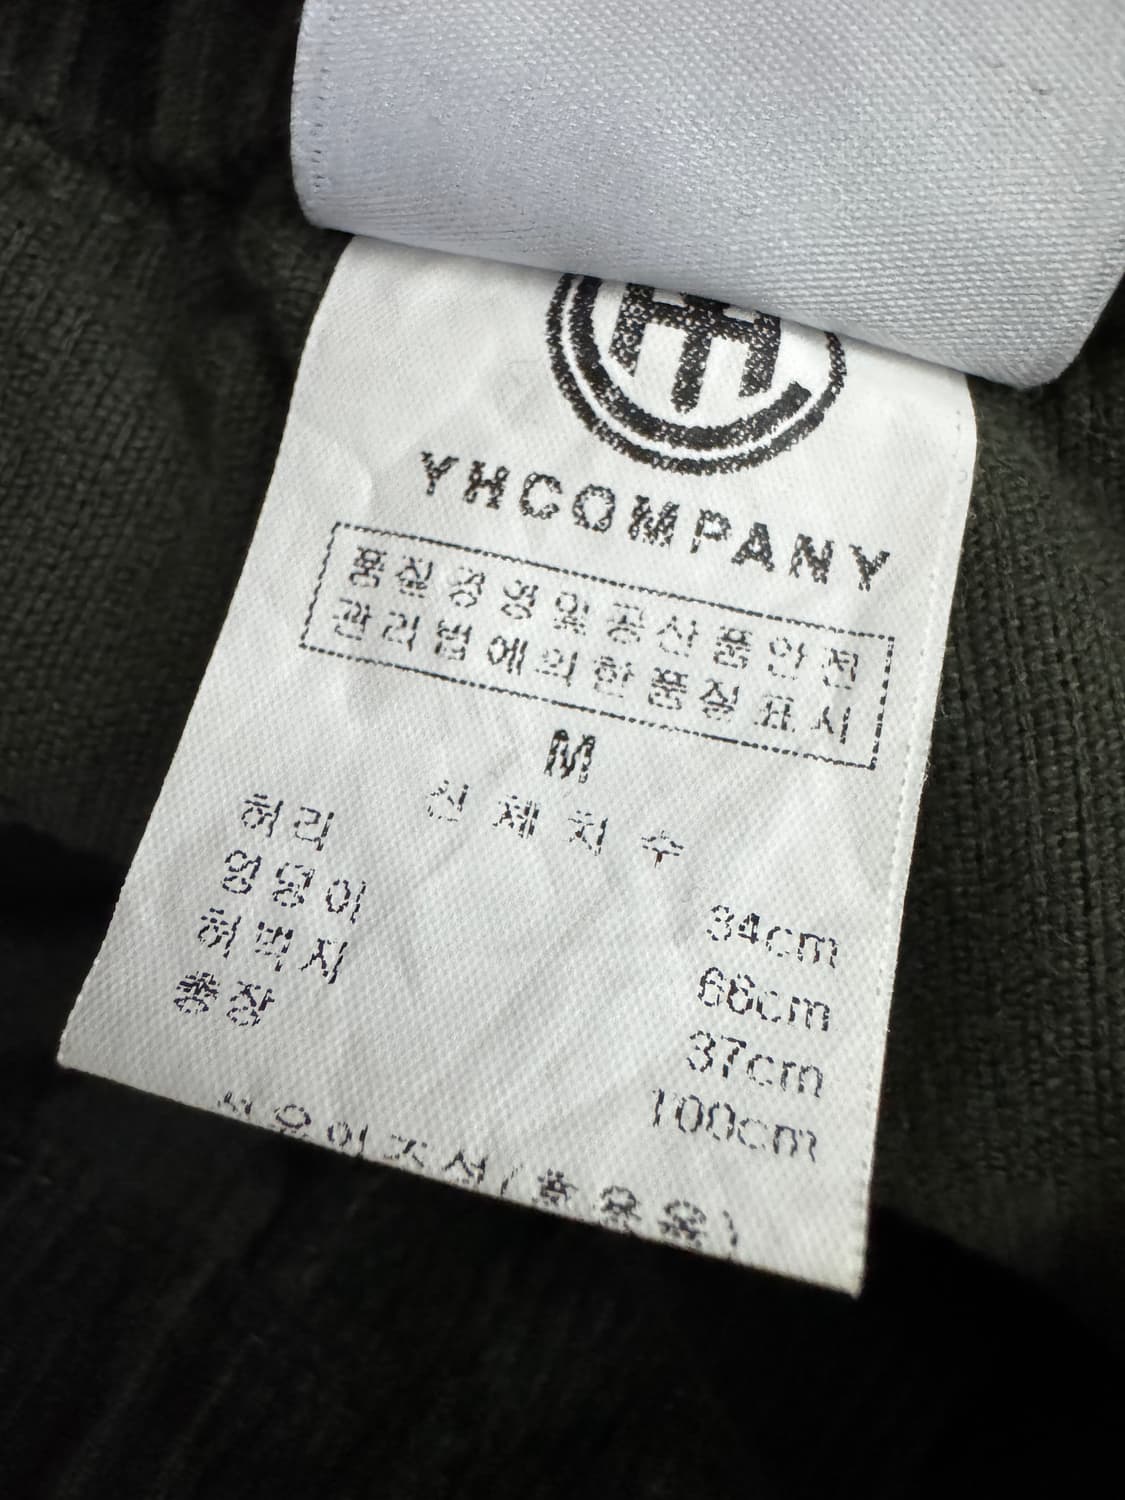 YHCOMPANY
품질경영및공산품안전
관리법에의한품질표시
M
신체치수
허리 34cm
엉덩이 66cm
허벅지 37cm
총장 100cm